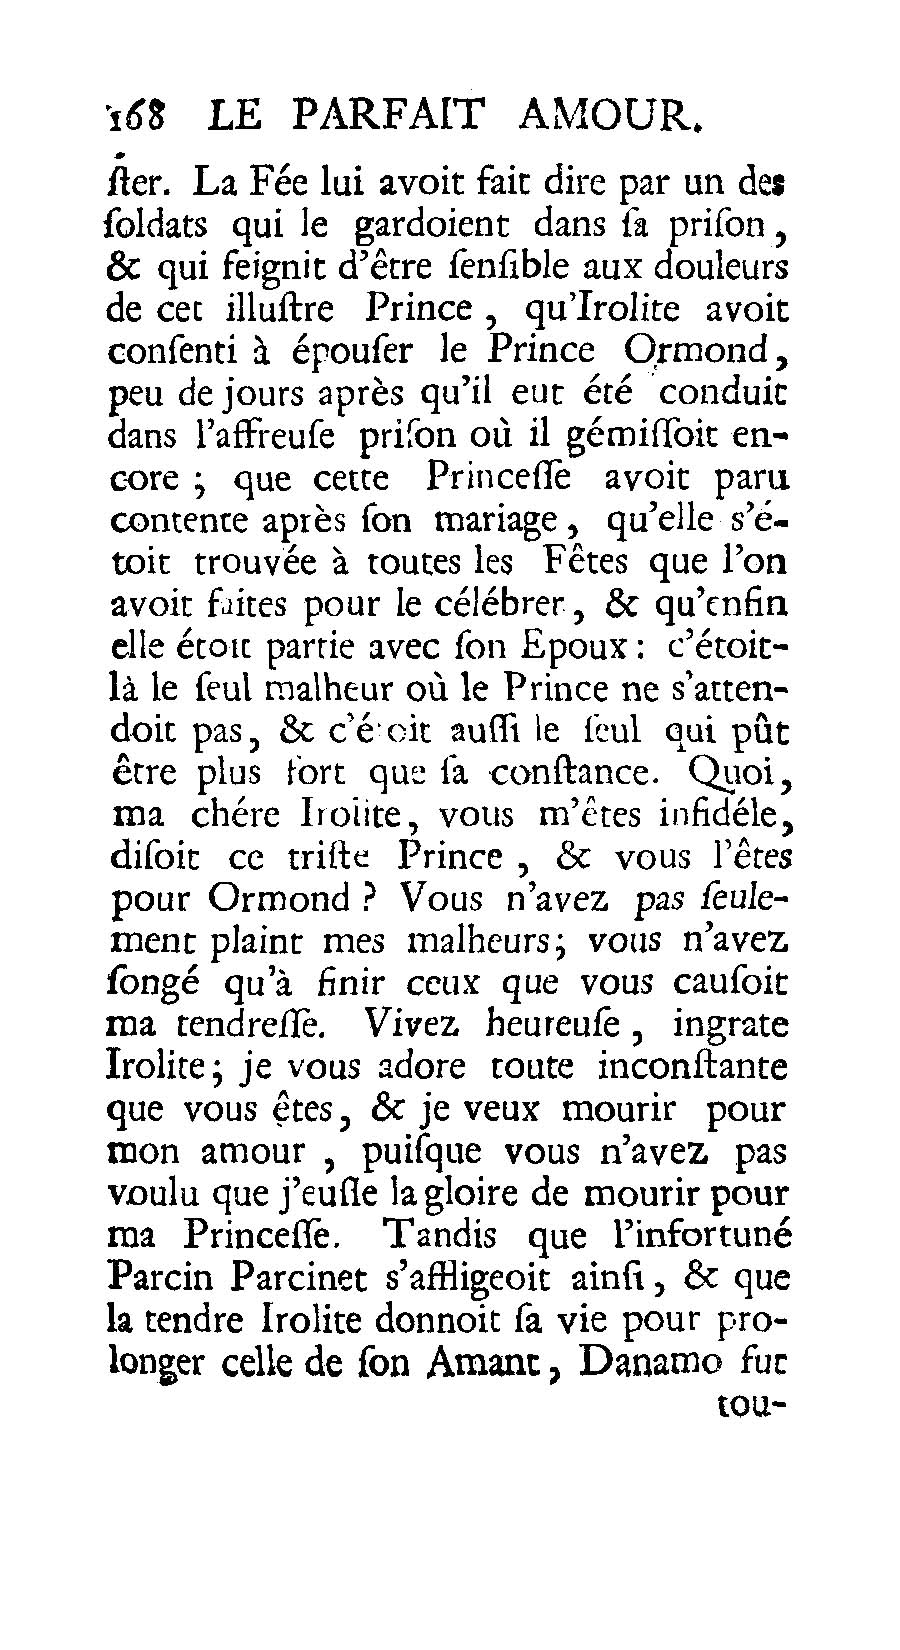 168 LE PARFAIT AMOUR.
ſter. La Fée lui avoit fait dire par un des
ſoldats qui le gardoient dans ſa priſon,
& qui feignit d'être ſenſible aux douleurs
de cet illuſtre Prince, qu'Irolite avoit
conſenti à épouſer le Prince Ormond,
peu de jours après qu'il eut été conduit
dans l'affreuſe priſon où il gémiſſoit en-
core ; que cette Princeſſe avoit paru
contente après ſon mariage, qu'elle s'é-
toit trouvée à toutes les Fêtes que l'on
avoit faites pour le célébrer, & qu'enfin
elle étoit partie avec ſon Epoux : c'étoit-
là le ſeul malheur où le Prince ne s'atten-
doit pas, & c'étoit auſſi le ſeul qui pût
être plus fort que ſa conſtance. Quoi,
ma chére Irolite, vous m'êtes infidéle,
diſoit ce triſte Prince, & vous l'êtes
pour Ormond ? Vous n'avez pas ſeule-
ment plaint mes malheurs; vous n'avez
ſongé qu'à finir ceux que vous cauſoit
ma tendreſſe. Vivez heureuſe, ingrate
Irolite; je vous adore toute inconſtante
que vous êtes, & je veux mourir pour
mon amour, puiſque vous n'avez pas
voulu que j'euſſe la gloire de mourir pour
ma Princeſſe. Tandis que l'infortuné
Parcin Parcinet s'affligeoit ainſi, & que
la tendre Irolite donnoit ſa vie pour pro-
longer celle de ſon Amant, Danamo fut
tou-